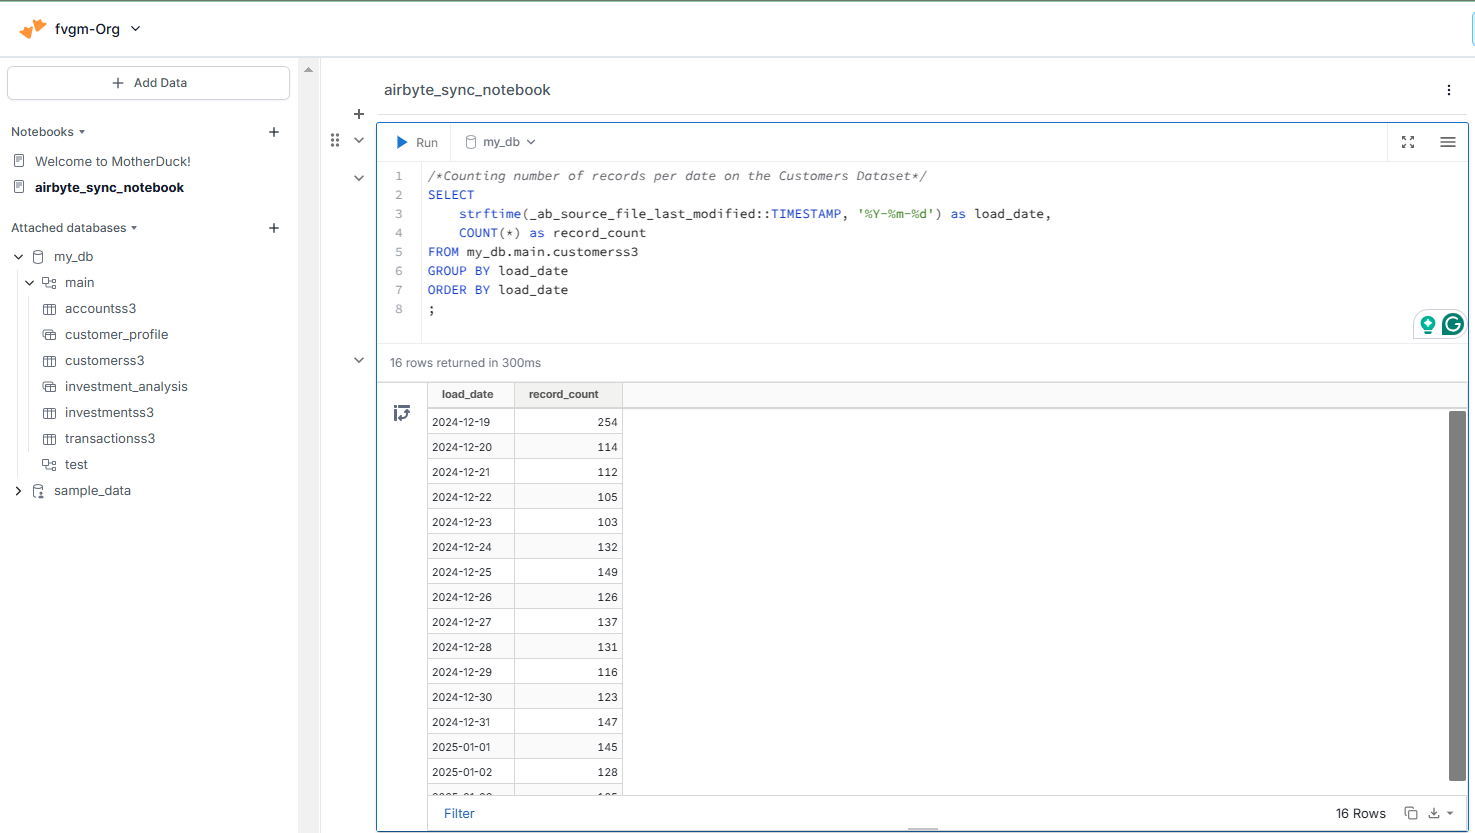 fvgm-Org
Add Data
Notebooks
Welcome to MotherDuck!
airbyte_sync_notebook
Attached databases
my_db
main
accountss3
customer_profile
customerss3
investment_analysis
investmentss3
transactionss3
test
sample_data
airbyte_sync_notebook
Run my_db
1 /*Counting number of records per date on the Customers Dataset*/
2 SELECT
3 strftime(_ab_source_file_last_modified::TIMESTAMP, '%Y-%m-%d') as load_date,
4 COUNT(*) as record_count
5 FROM my_db.main.customerss3
6 GROUP BY load_date
7 ORDER BY load_date
8 ;
16 rows returned in 300ms
load_date record_count
2024-12-19 254
2024-12-20 114
2024-12-21 112
2024-12-22 105
2024-12-23 103
2024-12-24 132
2024-12-25 149
2024-12-26 126
2024-12-27 137
2024-12-28 131
2024-12-29 116
2024-12-30 123
2024-12-31 147
2025-01-01 145
2025-01-02 128
Filter 16 Rows